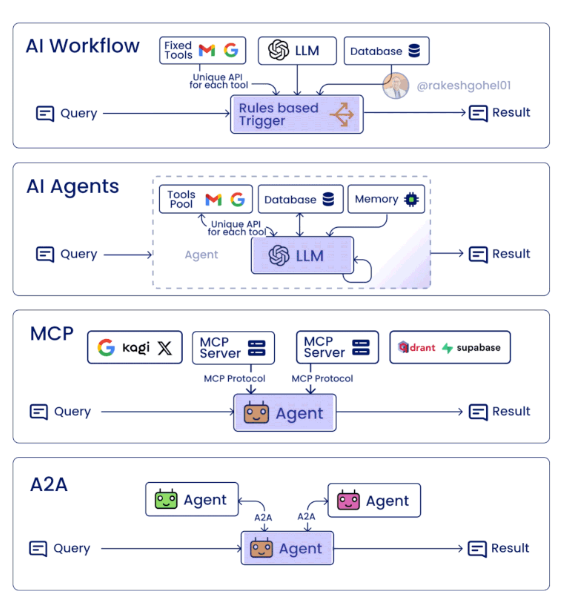 AI Workflow
Fixed
Tools
LLM
Database
Unique API
for each tool
@rakeshgohel01
Query
Rules based
Trigger
Result
AI Agents
Tools
Pool
Database
Memory
Unique API
for each tool
Query
Agent
LLM
Result
MCP
kagi
MCP
Server
MCP
Server
drant
supabase
MCP Protocol
MCP Protocol
Query
Agent
Result
A2A
Agent
Agent
A2A
A2A
Query
Agent
Result